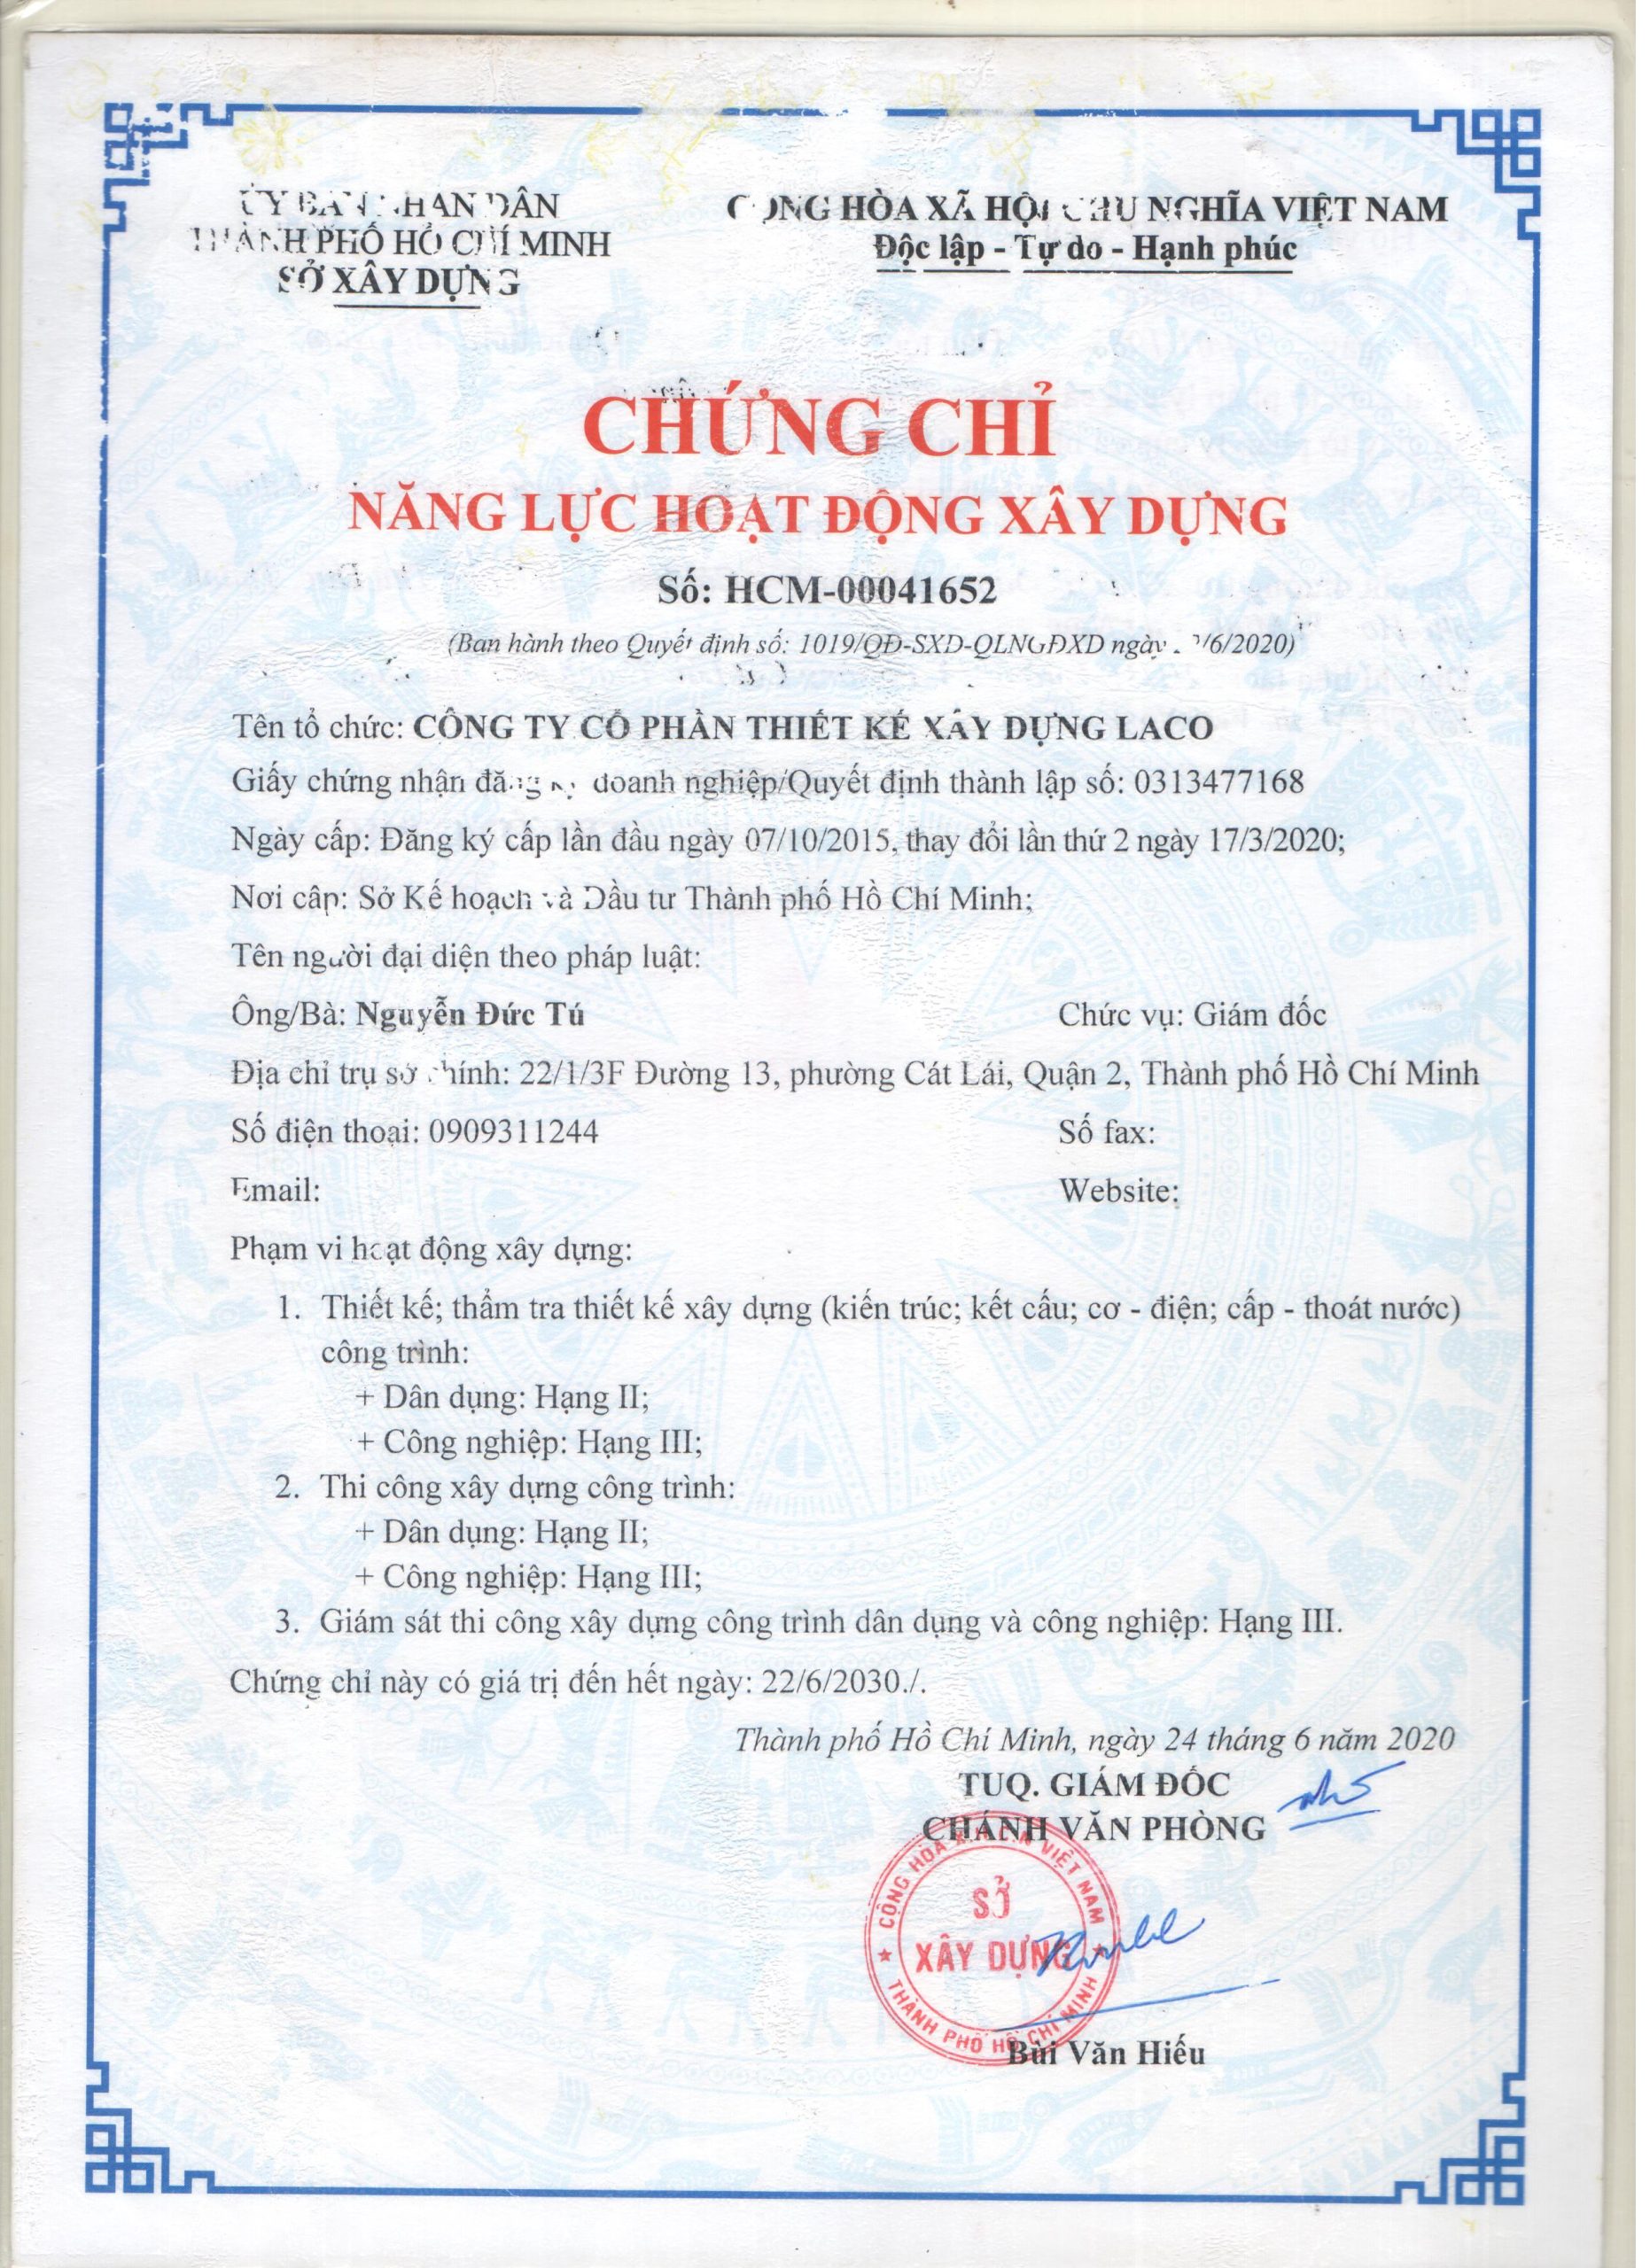 ỦY BAN NHÂN DÂN
THÀNH PHỐ HỒ CHÍ MINH
SỞ XÂY DỰNG
CỘNG HÒA XÃ HỘI CHỦ NGHĨA VIỆT NAM
Độc lập - Tự do - Hạnh phúc
CHỨNG CHỈ
NĂNG LỰC HOẠT ĐỘNG XÂY DỰNG
Số: HCM-00041652
(Ban hành theo Quyết định số: 1019/QĐ-SXD-QLNGĐXD ngày /6/2020)
Tên tổ chức: CÔNG TY CỔ PHẦN THIẾT KẾ XÂY DỰNG LACO
Giấy chứng nhận đăng ký doanh nghiệp/Quyết định thành lập số: 0313477168
Ngày cấp: Đăng ký cấp lần đầu ngày 07/10/2015, thay đổi lần thứ 2 ngày 17/3/2020;
Nơi cấp: Sở Kế hoạch và Đầu tư Thành phố Hồ Chí Minh;
Tên người đại diện theo pháp luật:
Ông/Bà: Nguyễn Đức Tú Chức vụ: Giám đốc
Địa chỉ trụ sở chính: 22/1/3F Đường 13, phường Cát Lái, Quận 2, Thành phố Hồ Chí Minh
Số điện thoại: 0909311244 Số fax:
Email: Website:
Phạm vi hoạt động xây dựng:
1. Thiết kế; thẩm tra thiết kế xây dựng (kiến trúc; kết cấu; cơ - điện; cấp - thoát nước)
công trình:
+ Dân dụng: Hạng II;
+ Công nghiệp: Hạng III;
2. Thi công xây dựng công trình:
+ Dân dụng: Hạng II;
+ Công nghiệp: Hạng III;
3. Giám sát thi công xây dựng công trình dân dụng và công nghiệp: Hạng III.
Chứng chỉ này có giá trị đến hết ngày: 22/6/2030./.
Thành phố Hồ Chí Minh, ngày 24 tháng 6 năm 2020
TUQ. GIÁM ĐỐC
CHÁNH VĂN PHÒNG
CỘNG HÒA X.H.C.N VIỆT NAM
SỞ
XÂY DỰNG
THÀNH PHỐ HỒ CHÍ MINH
Bùi Văn Hiếu